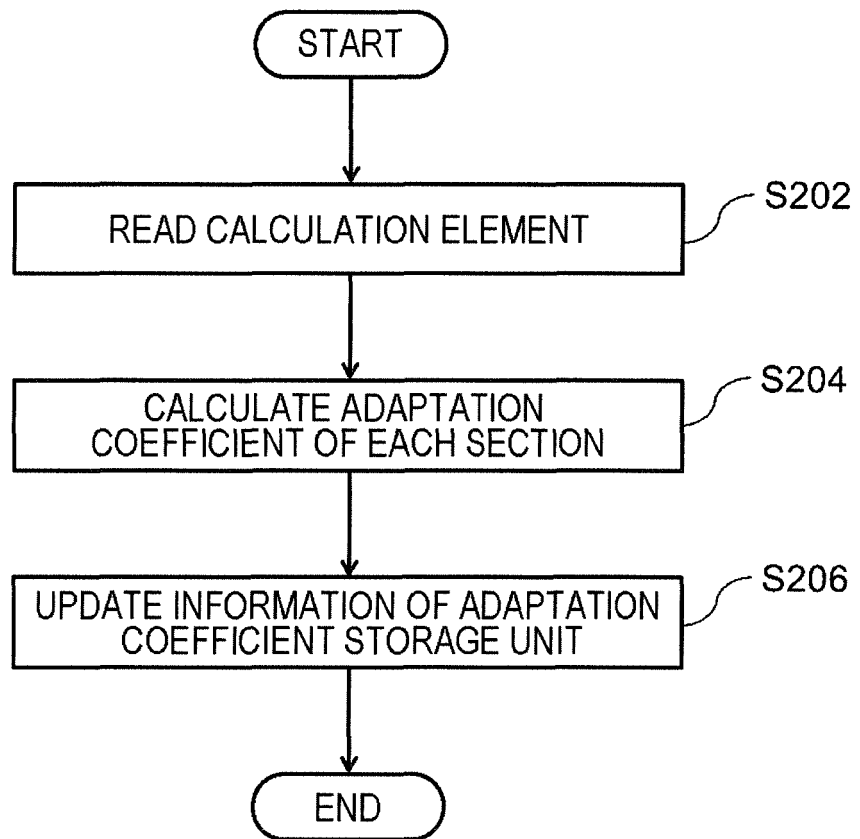 START
READ CALCULATION ELEMENT
S202
CALCULATE ADAPTATION
COEFFICIENT OF EACH SECTION
S204
UPDATE INFORMATION OF ADAPTATION
COEFFICIENT STORAGE UNIT
S206
END